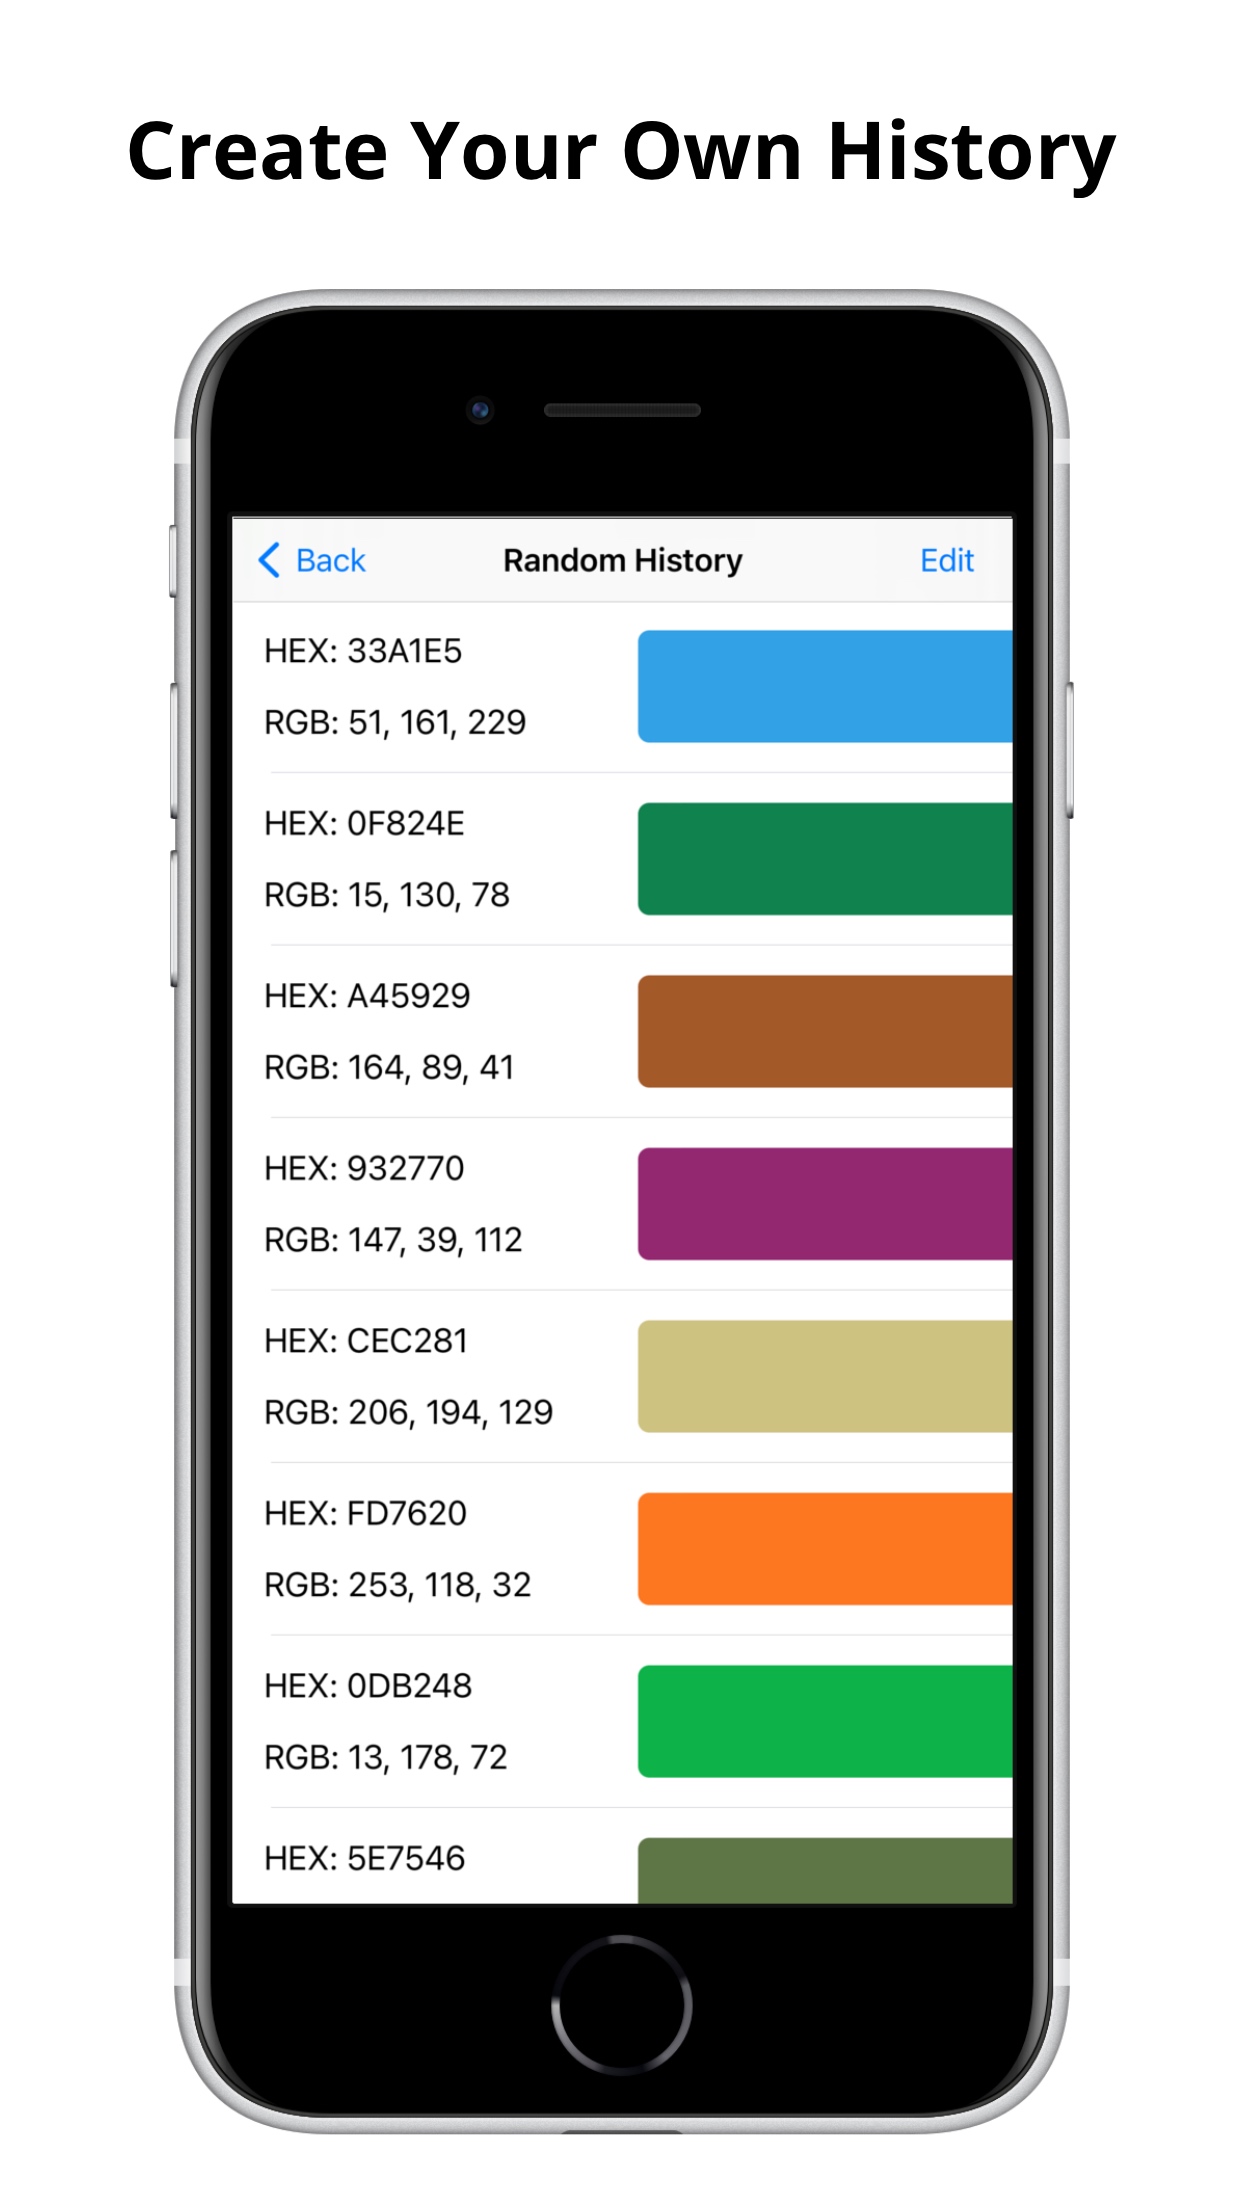 Create Your Own History
Back
Random History
Edit
HEX: 33A1E5
RGB: 51, 161, 229
HEX: 0F824E
RGB: 15, 130, 78
HEX: A45929
RGB: 164, 89, 41
HEX: 932770
RGB: 147, 39, 112
HEX: CEC281
RGB: 206, 194, 129
HEX: FD7620
RGB: 253, 118, 32
HEX: 0DB248
RGB: 13, 178, 72
HEX: 5E7546